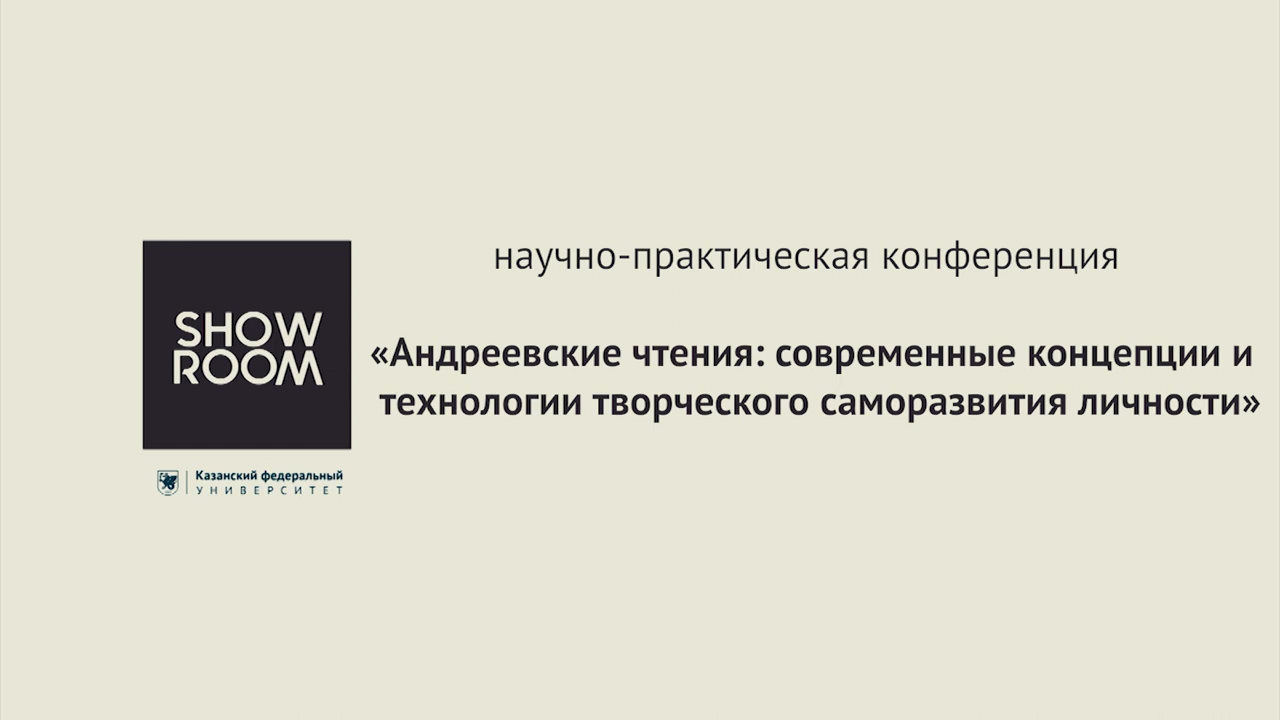 научно-практическая конференция
SHOW
ROOM
«Андреевские чтения: современные концепции и
технологии творческого саморазвития личности»
Казанский федеральный
УНИВЕРСИТЕТ